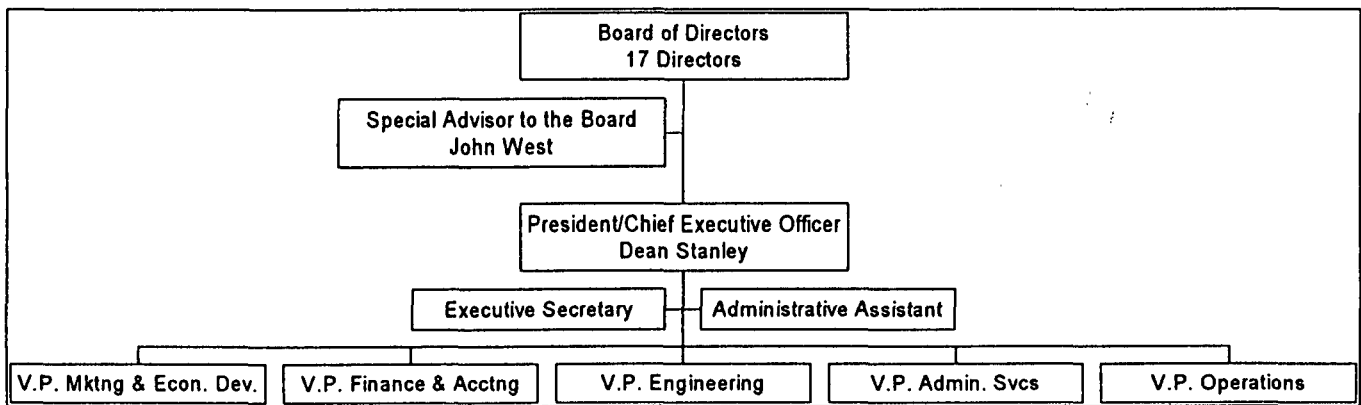 Board of Directors
17 Directors
Special Advisor to the Board
John West
President/Chief Executive Officer
Dean Stanley
Executive Secretary
Administrative Assistant
V.P. Mktng & Econ. Dev.
V.P. Finance & Acctng
V.P. Engineering
V.P. Admin. Svcs
V.P. Operations